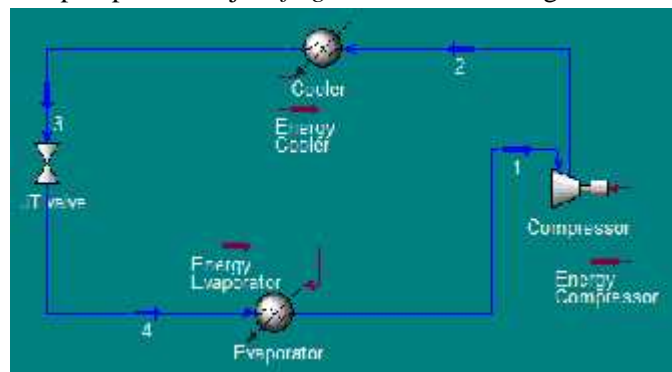 2
Cooler
3
Energy
Cooler
1
JT valve
Compressor
Energy
Evaporator
Energy
Compressor
4
Evaporator